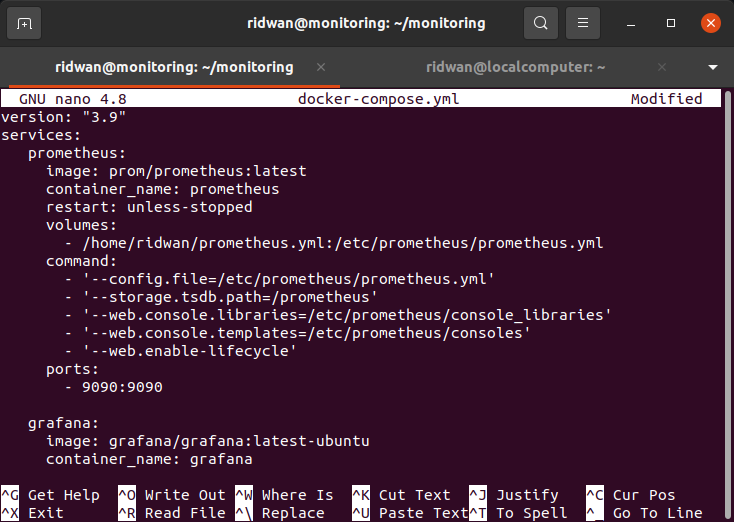 ridwan@monitoring: ~/monitoring
ridwan@monitoring: ~/monitoring × ridwan@localcomputer: ~ ×
GNU nano 4.8 docker-compose.yml Modified
version: "3.9"
services:
   prometheus:
     image: prom/prometheus:latest
     container_name: prometheus
     restart: unless-stopped
     volumes:
       - /home/ridwan/prometheus.yml:/etc/prometheus/prometheus.yml
     command:
       - '--config.file=/etc/prometheus/prometheus.yml'
       - '--storage.tsdb.path=/prometheus'
       - '--web.console.libraries=/etc/prometheus/console_libraries'
       - '--web.console.templates=/etc/prometheus/consoles'
       - '--web.enable-lifecycle'
     ports:
       - 9090:9090

   grafana:
     image: grafana/grafana:latest-ubuntu
     container_name: grafana

^G Get Help ^O Write Out ^W Where Is ^K Cut Text ^J Justify ^C Cur Pos
^X Exit ^R Read File ^\ Replace ^U Paste Text ^T To Spell ^_ Go To Line